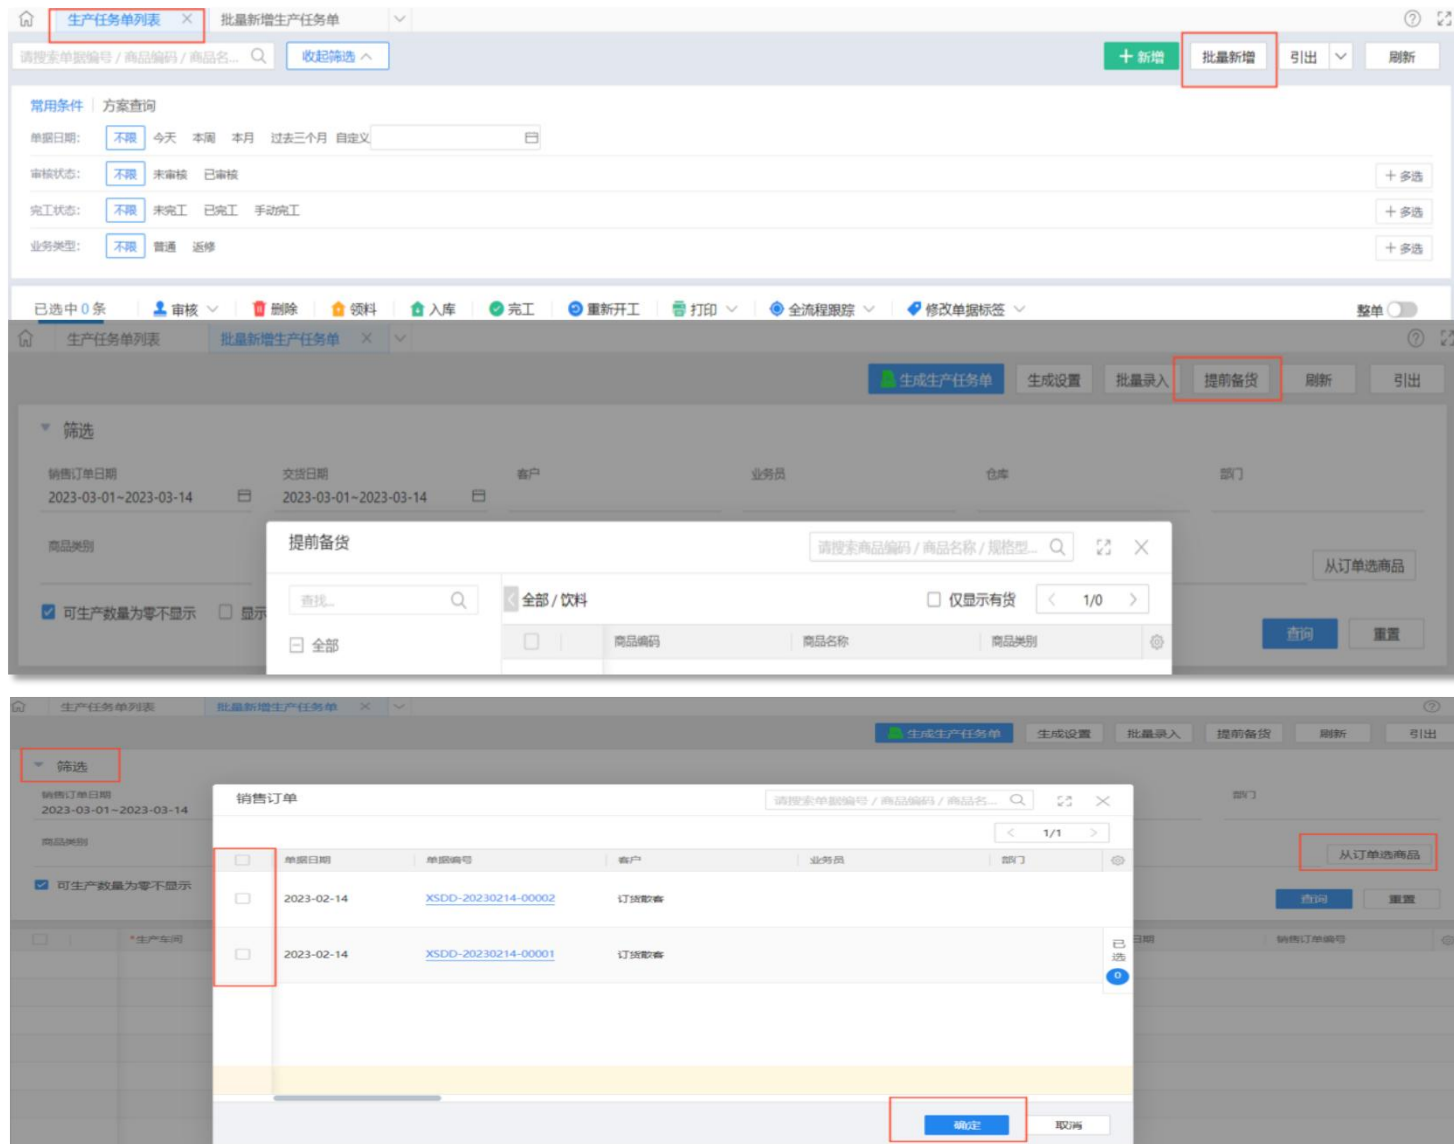 生产任务单列表 × 批量新增生产任务单
请搜索单据编号 / 商品编码 / 商品名... 收起筛选 + 新增 批量新增 引出 刷新
常用条件 方案查询
单据日期: 不限 今天 本周 本月 过去三个月 自定义
审核状态: 不限 未审核 已审核 + 多选
完工状态: 不限 未完工 已完工 手动完工 + 多选
业务类型: 不限 普通 返修 + 多选
已选中 0 条 审核 删除 领料 入库 完工 重新开工 打印 全流程跟踪 修改单据标签 整单
生产任务单列表 批量新增生产任务单 ×
生成生产任务单 生成设置 批量录入 提前备货 刷新 引出
筛选
销售订单日期 交货日期 客户 业务员 仓库 部门
2023-03-01~2023-03-14 2023-03-01~2023-03-14
商品类别 提前备货 请搜索商品编码 / 商品名称 / 规格型... 从订单选商品
可生产数量为零不显示 显示 查找... 全部 / 饮料 仅显示有货 1/0 查询 重置
全部 商品编码 商品名称 商品类别
生产任务单列表 批量新增生产任务单 ×
生成生产任务单 生成设置 批量录入 提前备货 刷新 引出
筛选
销售订单日期 销售订单 请搜索单据编号 / 商品编码 / 商品名... 部门
2023-03-01~2023-03-14
1/1
商品类别 单据日期 单据编号 客户 业务员 部门 从订单选商品
可生产数量为零不显示 2023-02-14 XSDD-20230214-00002 订货散客 查询 重置
*生产车间 日期 销售订单编号
2023-02-14 XSDD-20230214-00001 订货散客 已选 0
确定 取消